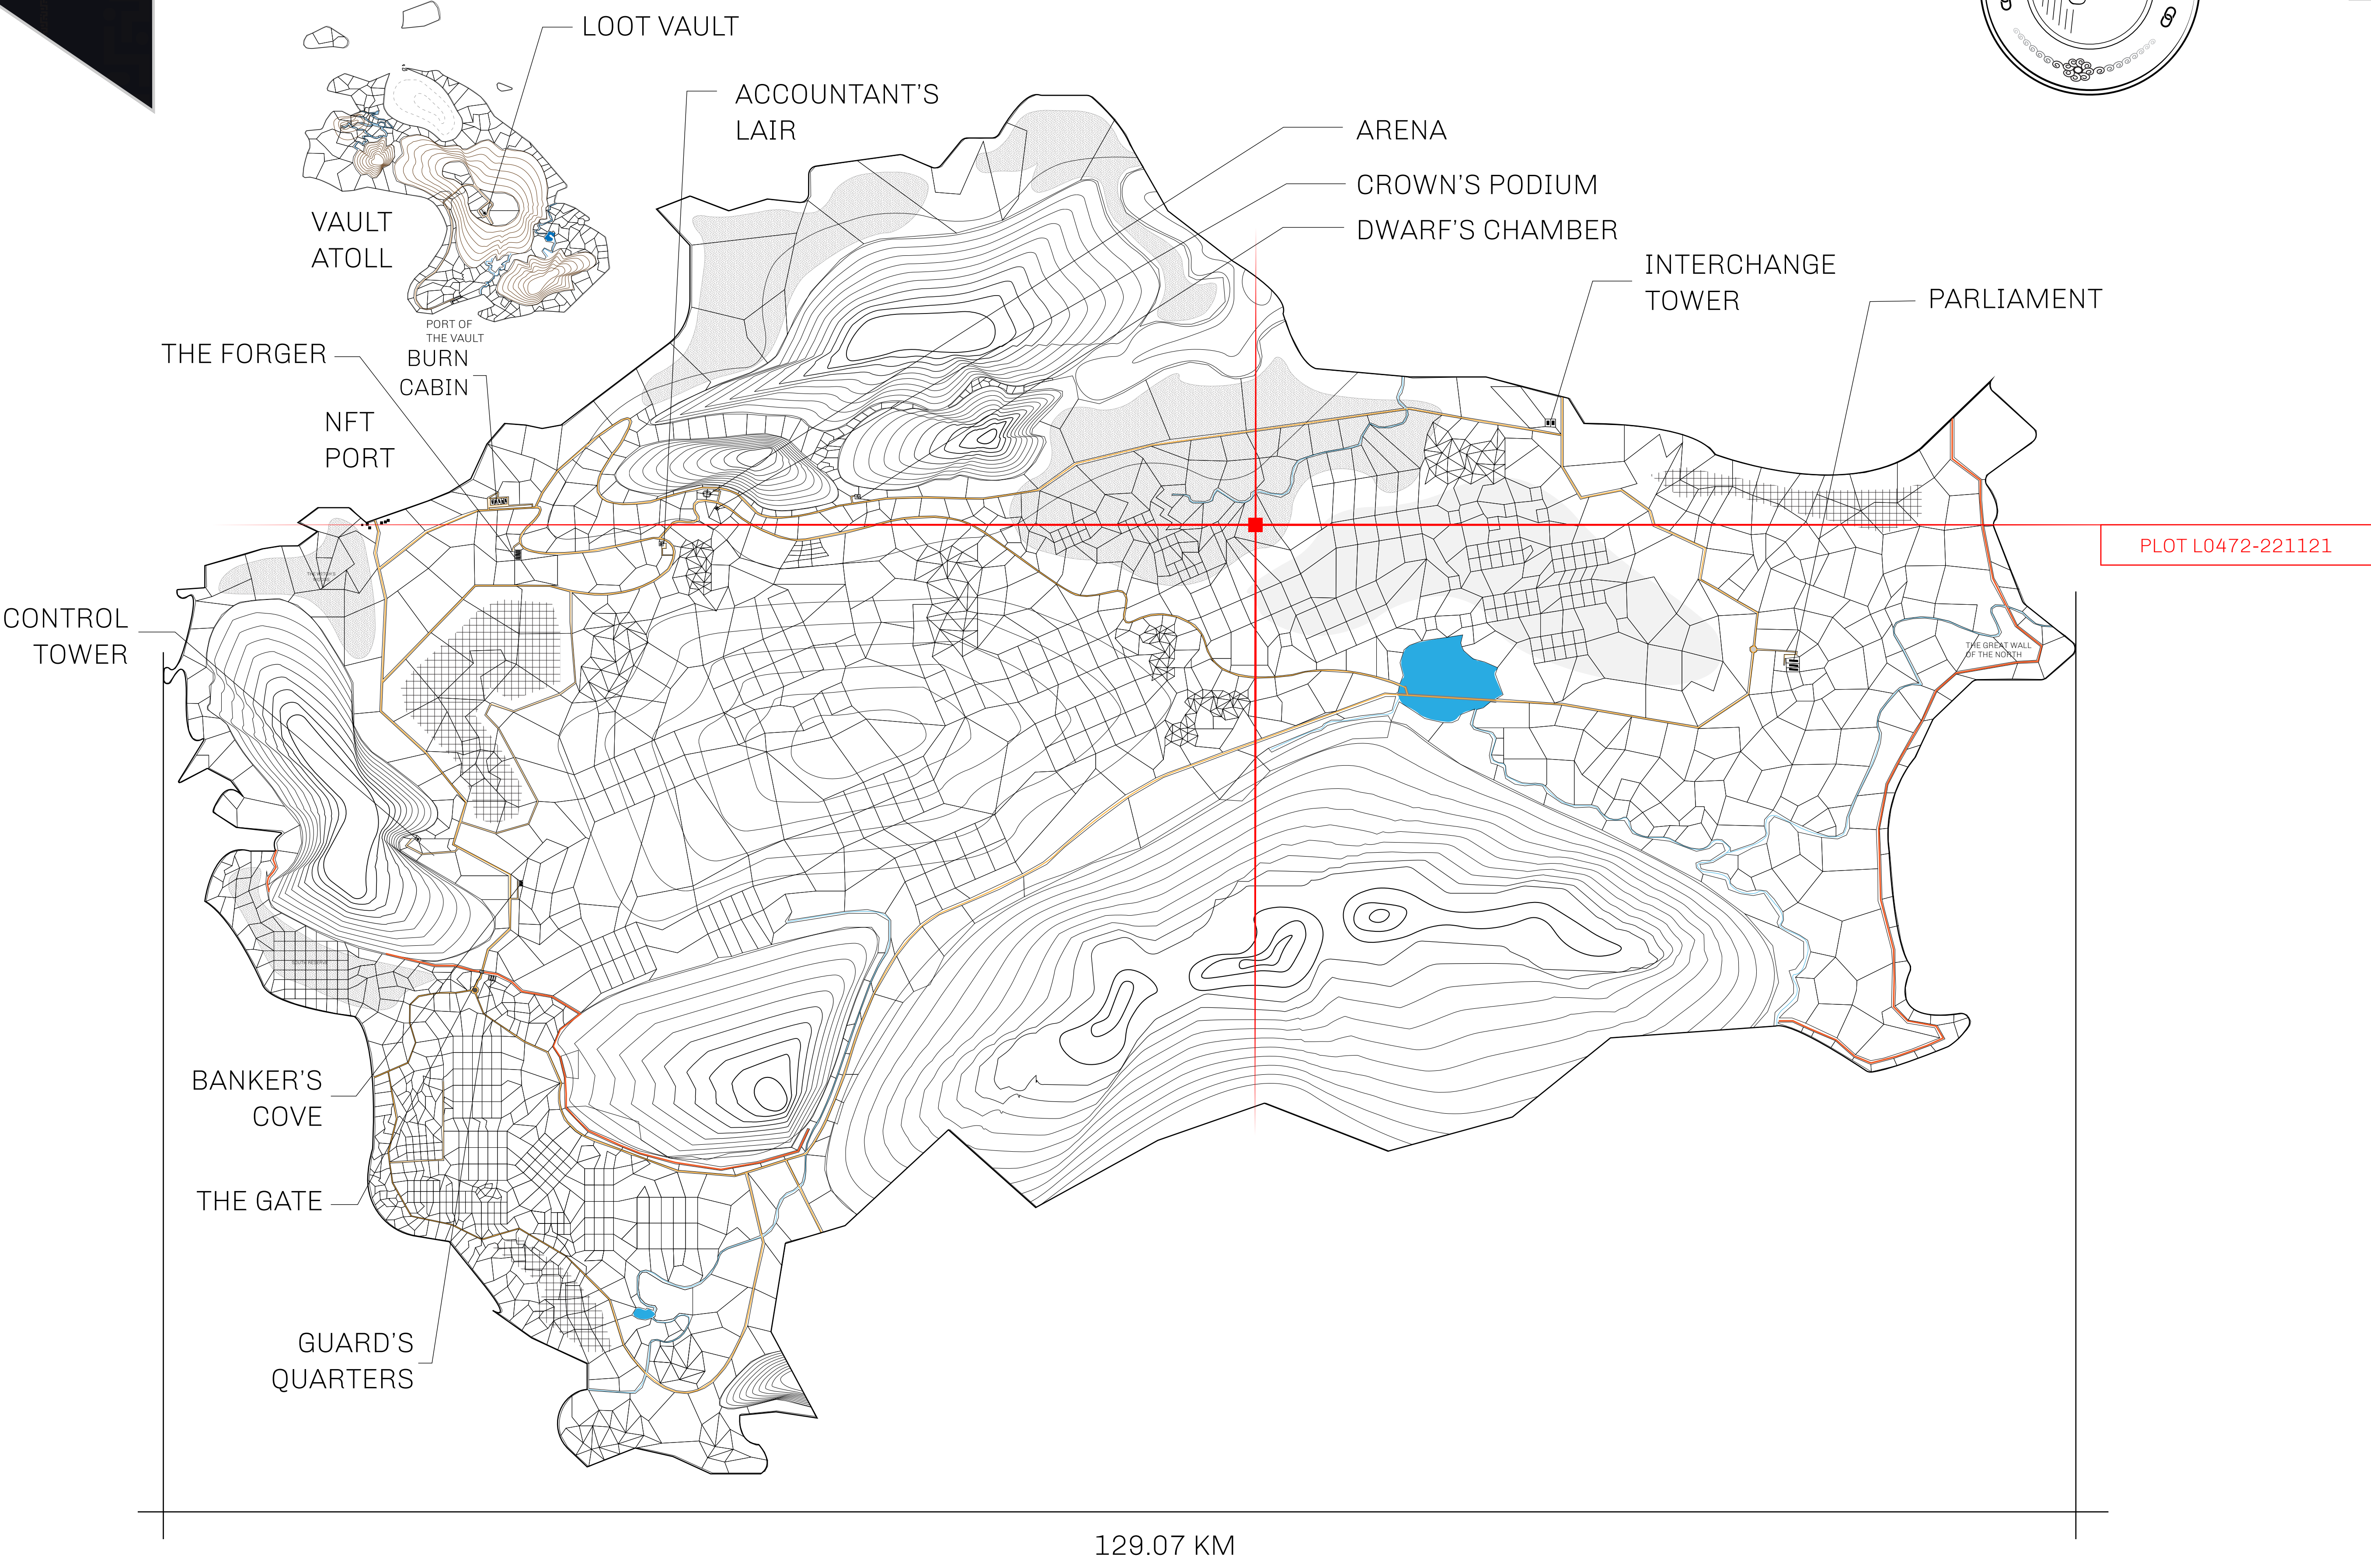 LOOT VAULT
ACCOUNTANT'S
LAIR
ARENA
CROWN'S PODIUM
DWARF'S CHAMBER
INTERCHANGE
TOWER
PARLIAMENT
VAULT
ATOLL
PORT OF
THE VAULT
THE FORGER
BURN
CABIN
NFT
PORT
PLOT L0472-221121
CONTROL
TOWER
THE GREAT WALL
OF THE NORTH
BANKER'S
COVE
THE GATE
GUARD'S
QUARTERS
129.07 KM